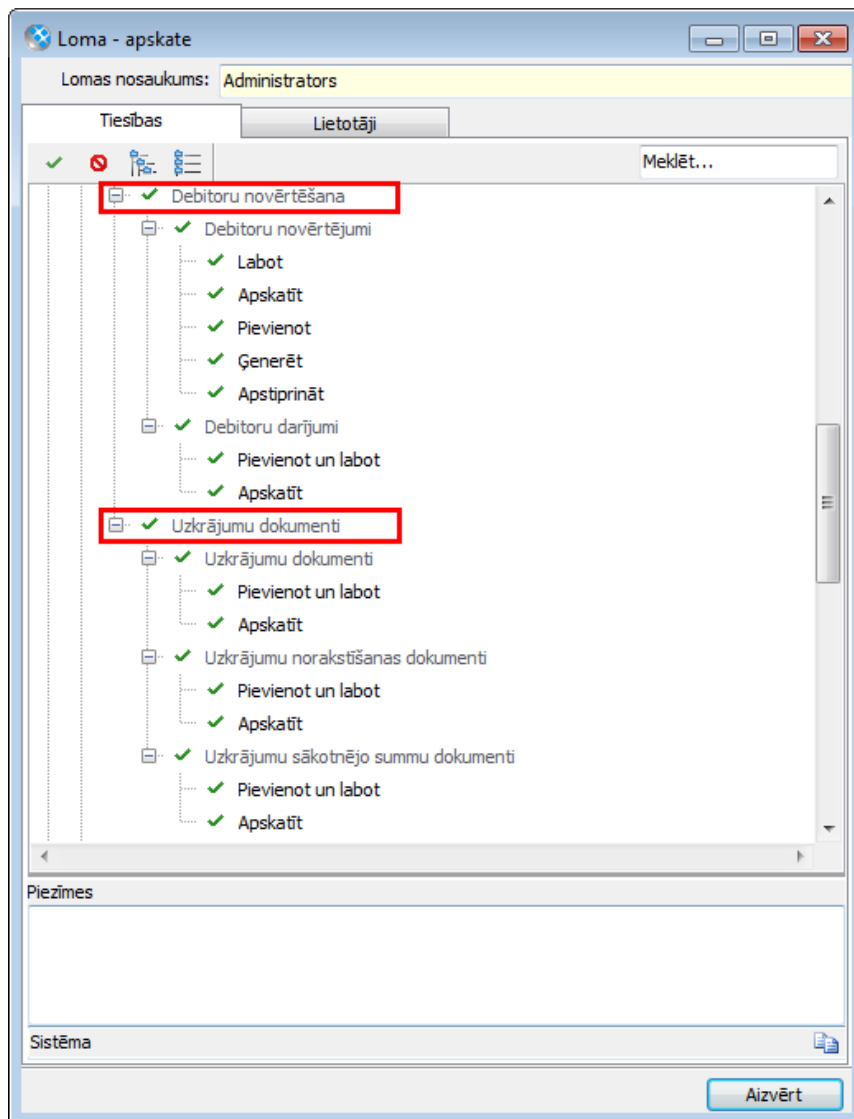 Loma - apskate
Lomas nosaukums: Administrators
Tiesības Lietotāji
Meklēt...
Debitoru novērtēšana
Debitoru novērtējumi
Labot
Apskatīt
Pievienot
Ģenerēt
Apstiprināt
Debitoru darījumi
Pievienot un labot
Apskatīt
Uzkrājumu dokumenti
Uzkrājumu dokumenti
Pievienot un labot
Apskatīt
Uzkrājumu norakstīšanas dokumenti
Pievienot un labot
Apskatīt
Uzkrājumu sākotnējo summu dokumenti
Pievienot un labot
Apskatīt
Piezīmes
Sistēma
Aizvērt